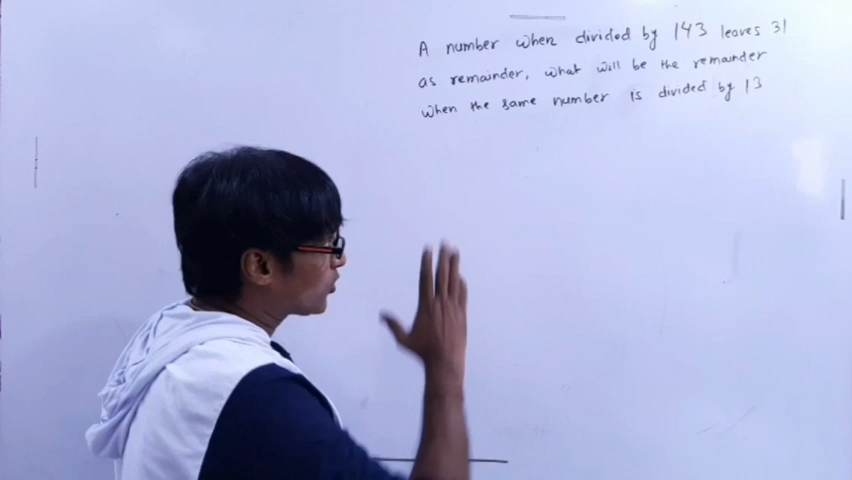 A number when divided by 143 leaves 31
as remainder, what will be the remainder
when the same number is divided by 13